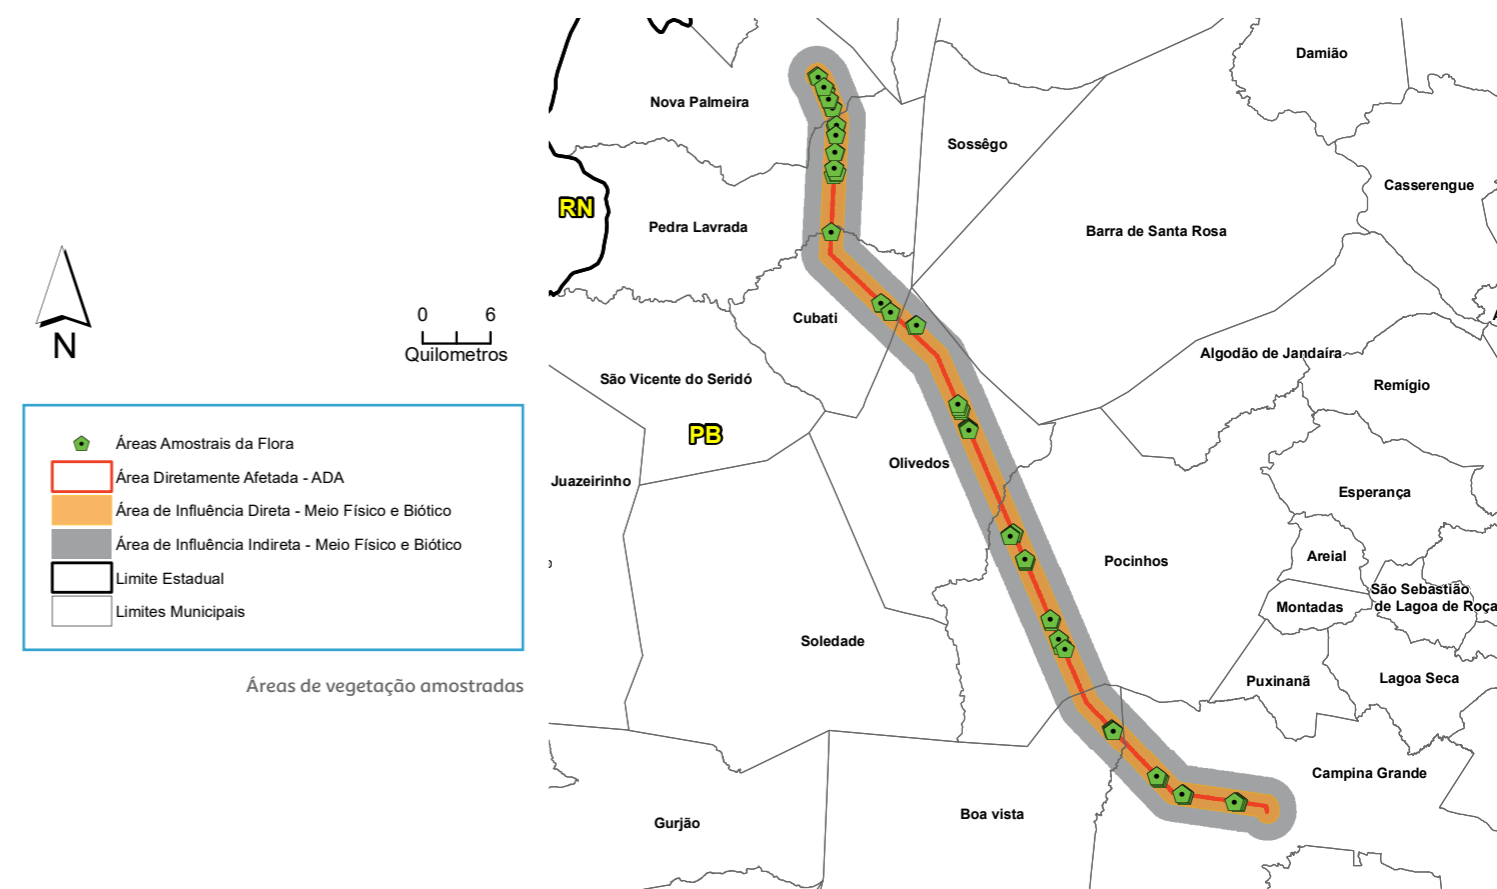 N
0 6
Quilometros
Áreas Amostrais da Flora
Área Diretamente Afetada - ADA
Área de Influência Direta - Meio Físico e Biótico
Área de Influência Indireta - Meio Físico e Biótico
Limite Estadual
Limites Municipais
Áreas de vegetação amostradas
Damião
Nova Palmeira
Sossêgo
Casserengue
RN
Pedra Lavrada
Barra de Santa Rosa
Cubati
Algodão de Jandaíra
São Vicente do Seridó
Remígio
PB
Olivedos
Juazeirinho
Esperança
Areial
Pocinhos
São Sebastião
de Lagoa de Roça
Montadas
Soledade
Puxinanã
Lagoa Seca
Campina Grande
Boa vista
Gurjão